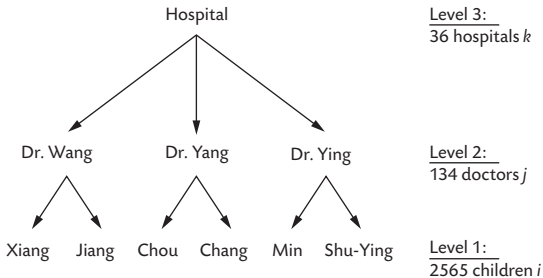 Hospital
Level 3:
36 hospitals k
Dr. Wang
Dr. Yang
Dr. Ying
Level 2:
134 doctors j
Xiang
Jiang
Chou
Chang
Min
Shu-Ying
Level 1:
2565 children i